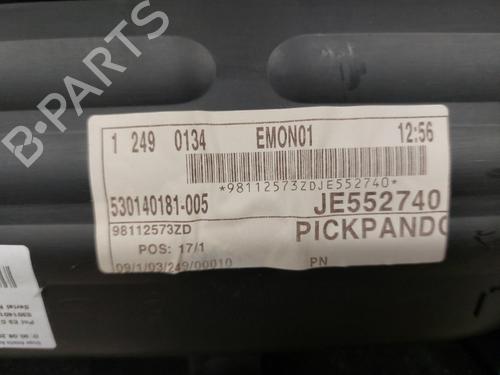 B-PARTS
1 249 0134 EMON01 12:56
*98112573ZDJE552740*
530140181-005 JE552740
98112573ZD PICKPANDO
POS: 17/1
09/1/03/249/00010 PN